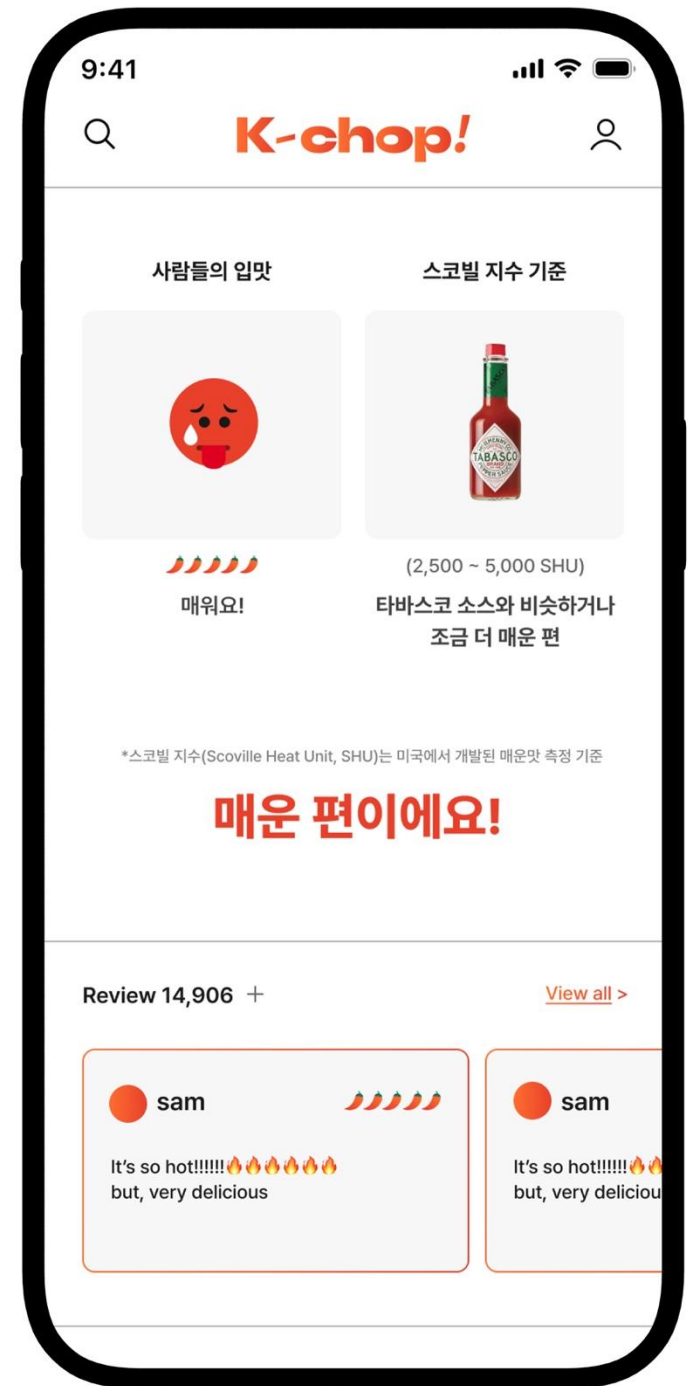 9:41
K-chop!
사람들의 입맛
스코빌 지수 기준
TABASCO
매워요!
(2,500 ~ 5,000 SHU)
타바스코 소스와 비슷하거나
조금 더 매운 편
*스코빌 지수(Scoville Heat Unit, SHU)는 미국에서 개발된 매운맛 측정 기준
매운 편이에요!
Review 14,906 +
View all >
sam
It's so hot!!!!!!🔥🔥🔥🔥🔥🔥
but, very delicious
sam
It's so hot!!!!!!🔥🔥
but, very deliciou